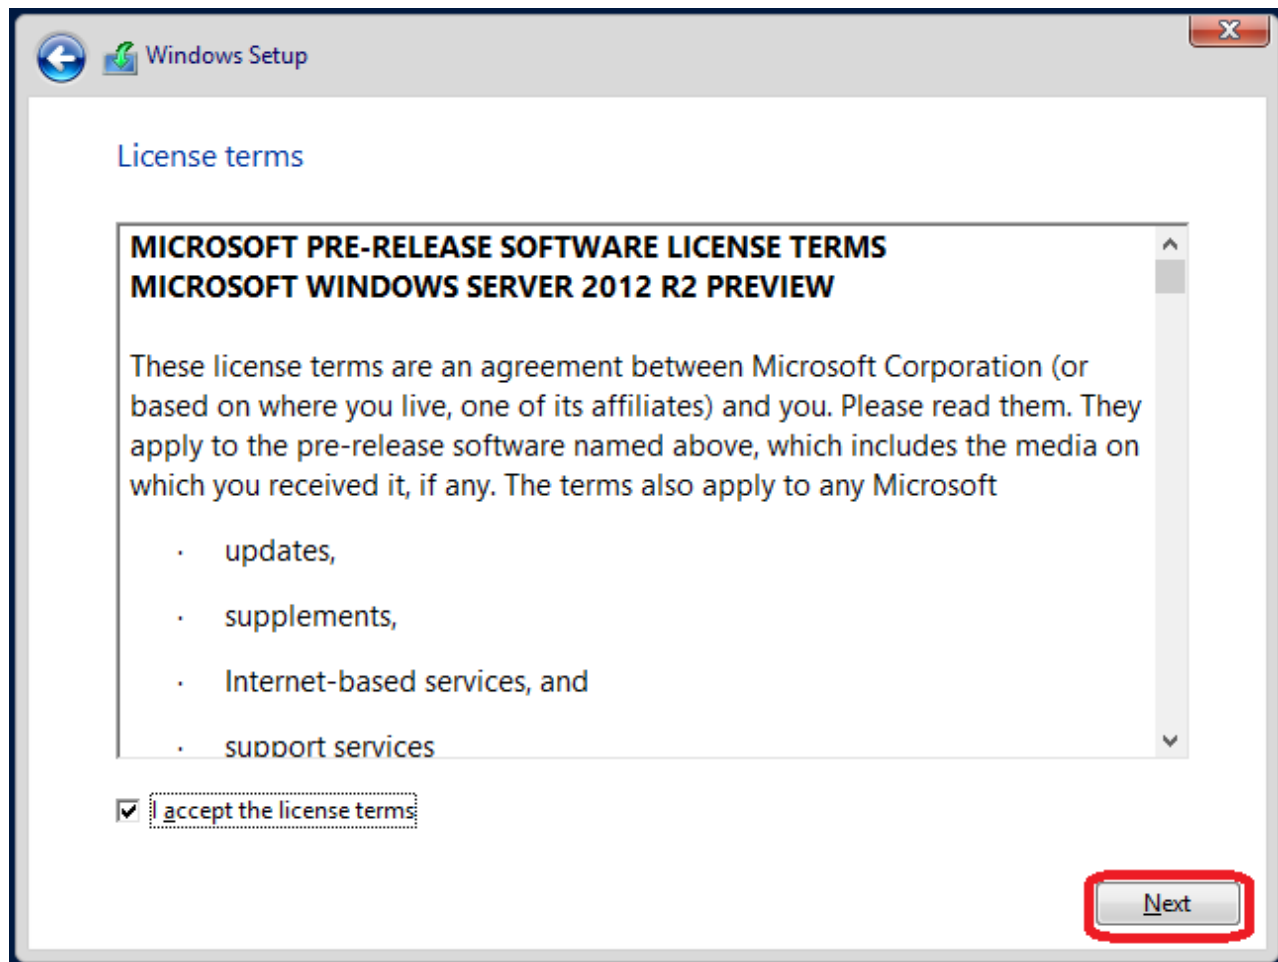 Windows Setup
License terms
MICROSOFT PRE-RELEASE SOFTWARE LICENSE TERMS
MICROSOFT WINDOWS SERVER 2012 R2 PREVIEW
These license terms are an agreement between Microsoft Corporation (or
based on where you live, one of its affiliates) and you. Please read them. They
apply to the pre-release software named above, which includes the media on
which you received it, if any. The terms also apply to any Microsoft
· updates,
· supplements,
· Internet-based services, and
· support services
I accept the license terms
Next